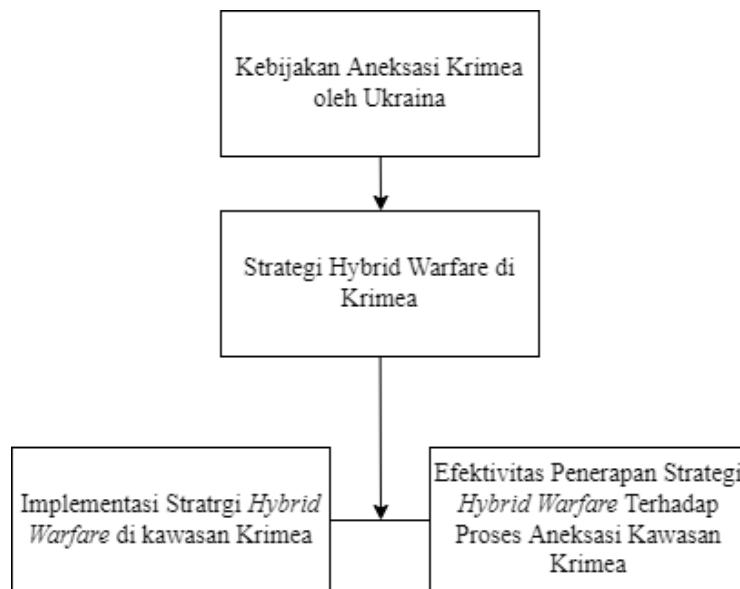 Kebijakan Aneksasi Krimea
oleh Ukraina
Strategi Hybrid Warfare di
Krimea
Implementasi Stratrgi Hybrid
Warfare di kawasan Krimea
Efektivitas Penerapan Strategi
Hybrid Warfare Terhadap
Proses Aneksasi Kawasan
Krimea